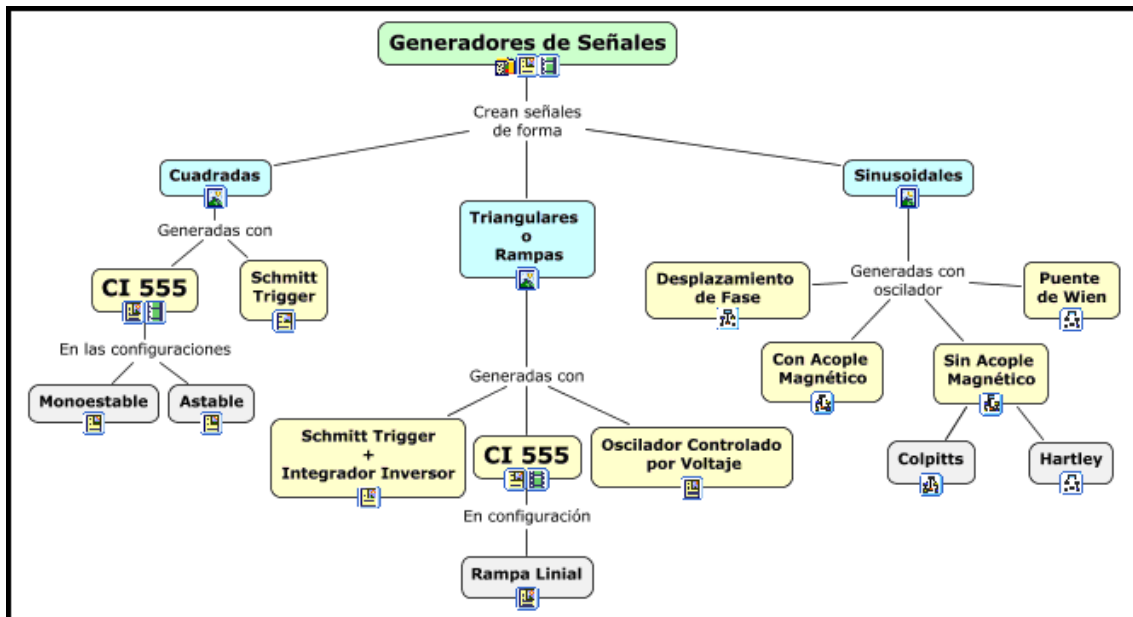 Generadores de Señales
Crean señales
de forma
Cuadradas
Generadas con
CI 555
En las configuraciones
Monoestable
Astable
Schmitt
Trigger
Triangulares
o
Rampas
Generadas con
Schmitt Trigger
+
Integrador Inversor
CI 555
En configuración
Rampa Linial
Oscilador Controlado
por Voltaje
Sinusoidales
Generadas con
oscilador
Desplazamiento
de Fase
Con Acople
Magnético
Sin Acople
Magnético
Colpitts
Hartley
Puente
de Wien